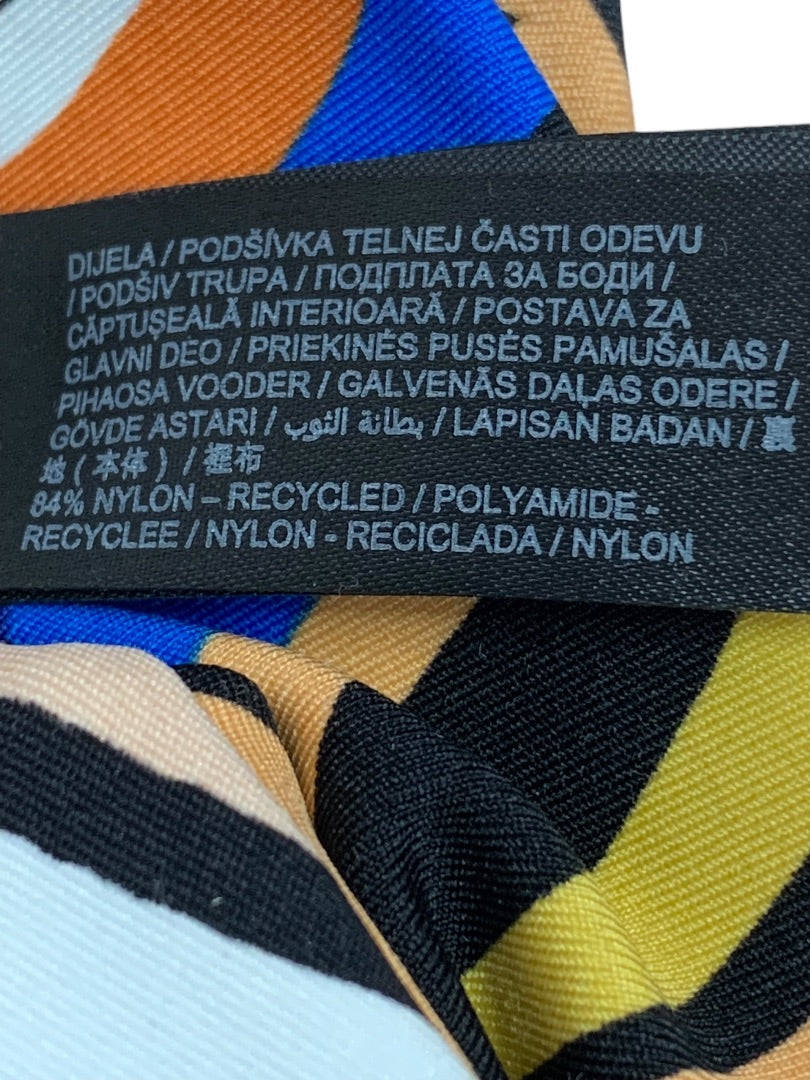 DIJELA / PODŠÍVKA TELNEJ ČASTI ODEVU
/ PODŠIV TRUPA / ПОДПЛАТА ЗА БОДИ /
CĂPTUȘEALĂ INTERIOARĂ / POSTAVA ZA
GLAVNI DEO / PRIEKINĖS PUSĖS PAMUŠALAS /
PIHAOSA VOODER / GALVENĀS DAĻAS ODERE /
GÖVDE ASTARI / بطانة الثوب / LAPISAN BADAN / 裏
地 ( 本体 ) / 裡布
84% NYLON – RECYCLED / POLYAMIDE -
RECYCLEE / NYLON - RECICLADA / NYLON